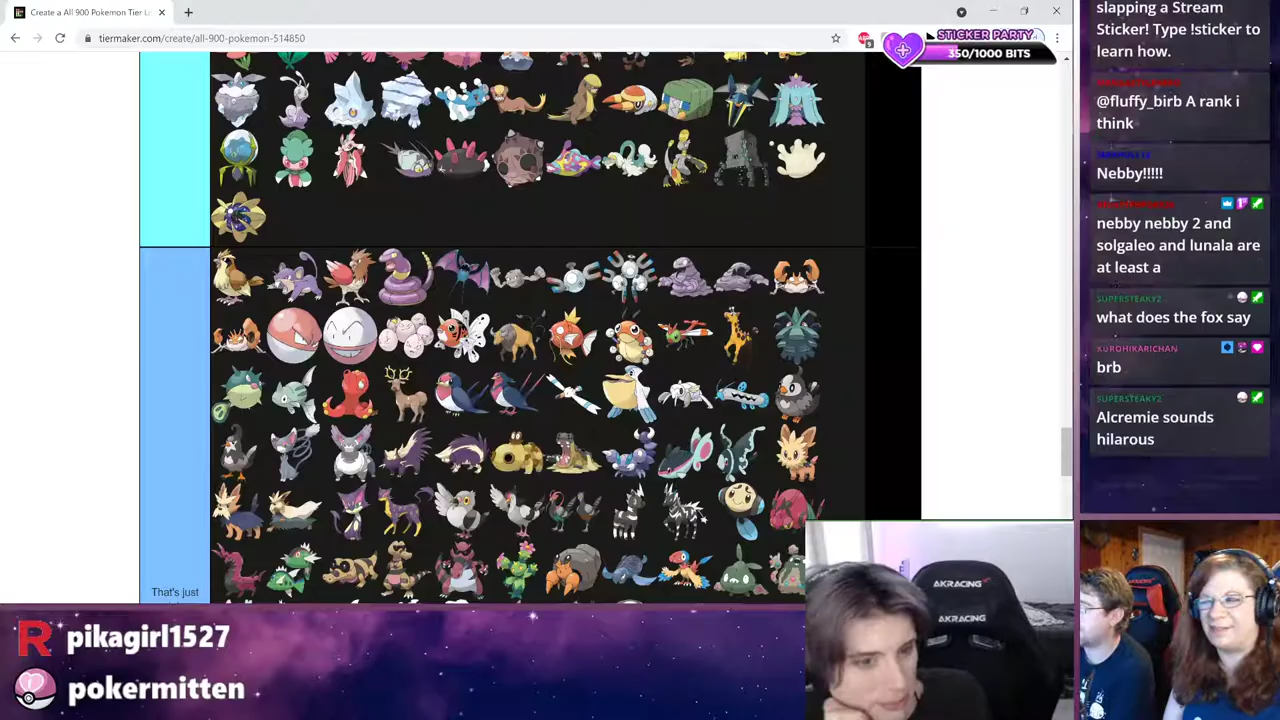 Create a All 900 Pokemon Tier Li
tiermaker.com/create/all-900-pokemon-514850
9
STICKER PARTY
350/1000 BITS
slapping a Stream
Sticker! Type !sticker to
learn how.
@fluffy_birb A rank i
think
Nebby!!!!!
nebby nebby 2 and
solgaleo and lunala are
at least a
SUPERSTEAKY2
what does the fox say
KUROHIKARICHAN
brb
SUPERSTEAKY2
Alcremie sounds
hilarous
That's just
AKRACING
AKRACING
R pikagirl1527
pokermitten